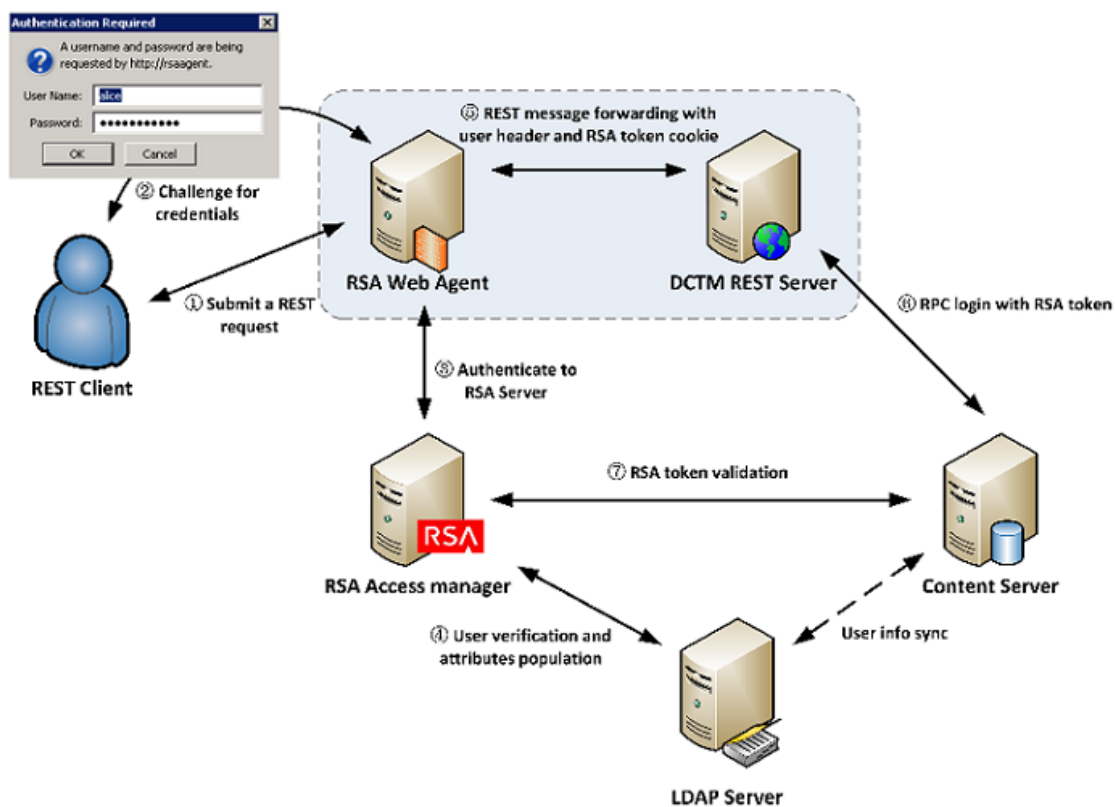 Authentication Required
A username and password are being
requested by http://rsaagent.
User Name: alce
Password: ●●●●●●●●●●●
OK Cancel
⑤ REST message forwarding with
user header and RSA token cookie
② Challenge for
credentials
RSA Web Agent
DCTM REST Server
① Submit a REST
request
⑥ RPC login with RSA token
REST Client
③ Authenticate to
RSA Server
⑦ RSA token validation
RSA
RSA Access manager
Content Server
④ User verification and
attributes population
User info sync
LDAP Server